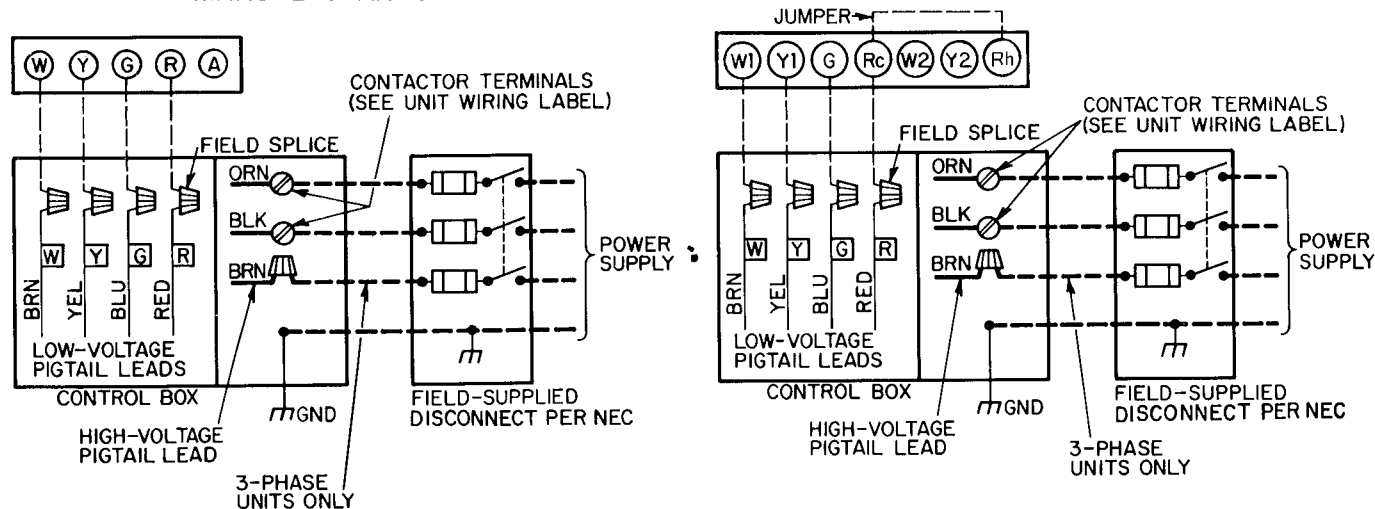 W Y G R A
CONTACTOR TERMINALS
(SEE UNIT WIRING LABEL)
FIELD SPLICE
ORN
BLK
BRN
W Y G R
BRN YEL BLU RED
LOW-VOLTAGE
PIGTAIL LEADS
CONTROL BOX
GND
HIGH-VOLTAGE
PIGTAIL LEAD
3-PHASE
UNITS ONLY
FIELD-SUPPLIED
DISCONNECT PER NEC
POWER
SUPPLY
JUMPER
W1 Y1 G Rc W2 Y2 Rh
CONTACTOR TERMINALS
(SEE UNIT WIRING LABEL)
FIELD SPLICE
ORN
BLK
BRN
W Y G R
BRN YEL BLU RED
LOW-VOLTAGE
PIGTAIL LEADS
CONTROL BOX
GND
HIGH-VOLTAGE
PIGTAIL LEAD
3-PHASE
UNITS ONLY
FIELD-SUPPLIED
DISCONNECT PER NEC
POWER
SUPPLY